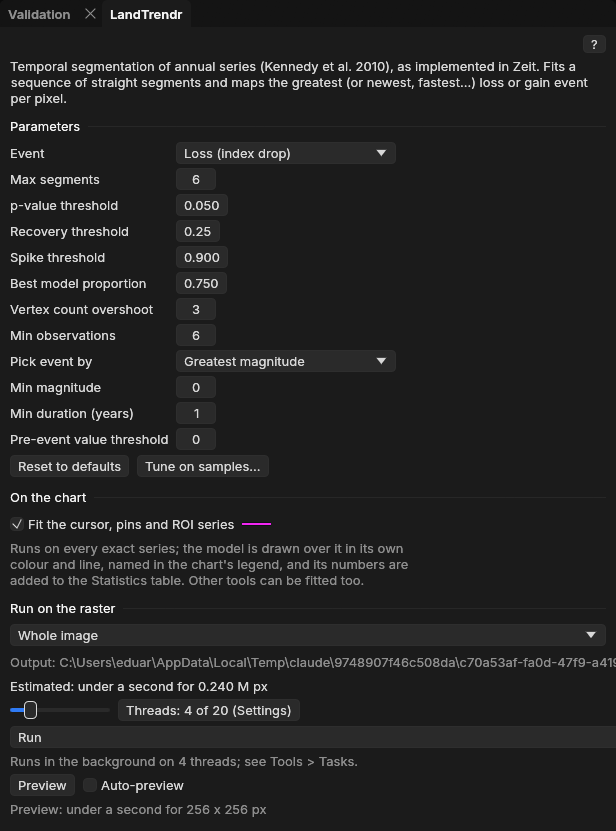 Validation
LandTrendr
?
Temporal segmentation of annual series (Kennedy et al. 2010), as implemented in Zeit. Fits a
sequence of straight segments and maps the greatest (or newest, fastest...) loss or gain event
per pixel.
Parameters
Event Loss (index drop)
Max segments 6
p-value threshold 0.050
Recovery threshold 0.25
Spike threshold 0.900
Best model proportion 0.750
Vertex count overshoot 3
Min observations 6
Pick event by Greatest magnitude
Min magnitude 0
Min duration (years) 1
Pre-event value threshold 0
Reset to defaults Tune on samples...
On the chart
Fit the cursor, pins and ROI series
Runs on every exact series; the model is drawn over it in its own
colour and line, named in the chart's legend, and its numbers are
added to the Statistics table. Other tools can be fitted too.
Run on the raster
Whole image
Output: C:\Users\eduar\AppData\Local\Temp\claude\9748907f46c508da\c70a53af-fa0d-47f9-a419
Estimated: under a second for 0.240 M px
Threads: 4 of 20 (Settings)
Run
Runs in the background on 4 threads; see Tools > Tasks.
Preview Auto-preview
Preview: under a second for 256 x 256 px